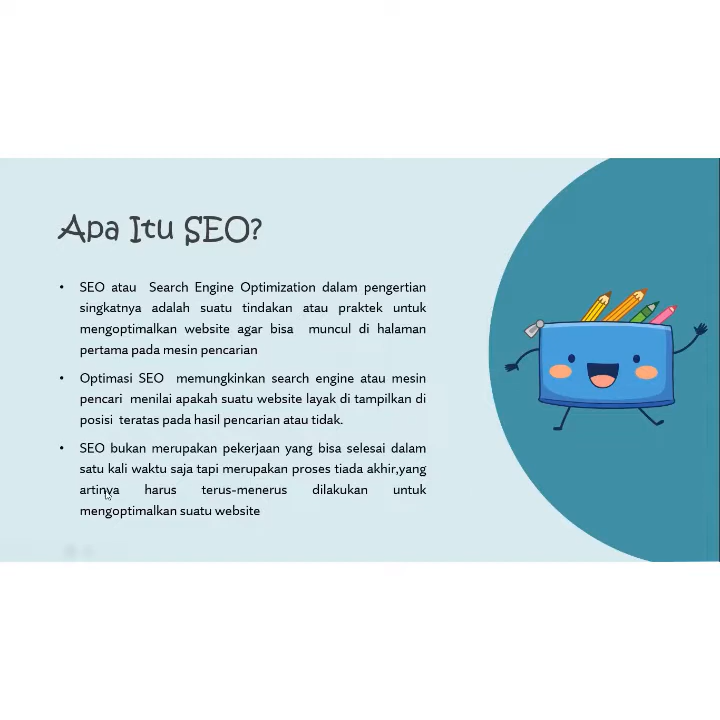 Apa Itu SEO?
• SEO atau Search Engine Optimization dalam pengertian
singkatnya adalah suatu tindakan atau praktek untuk
mengoptimalkan website agar bisa muncul di halaman
pertama pada mesin pencarian
• Optimasi SEO memungkinkan search engine atau mesin
pencari menilai apakah suatu website layak di tampilkan di
posisi teratas pada hasil pencarian atau tidak.
• SEO bukan merupakan pekerjaan yang bisa selesai dalam
satu kali waktu saja tapi merupakan proses tiada akhir,yang
artinya harus terus-menerus dilakukan untuk
mengoptimalkan suatu website